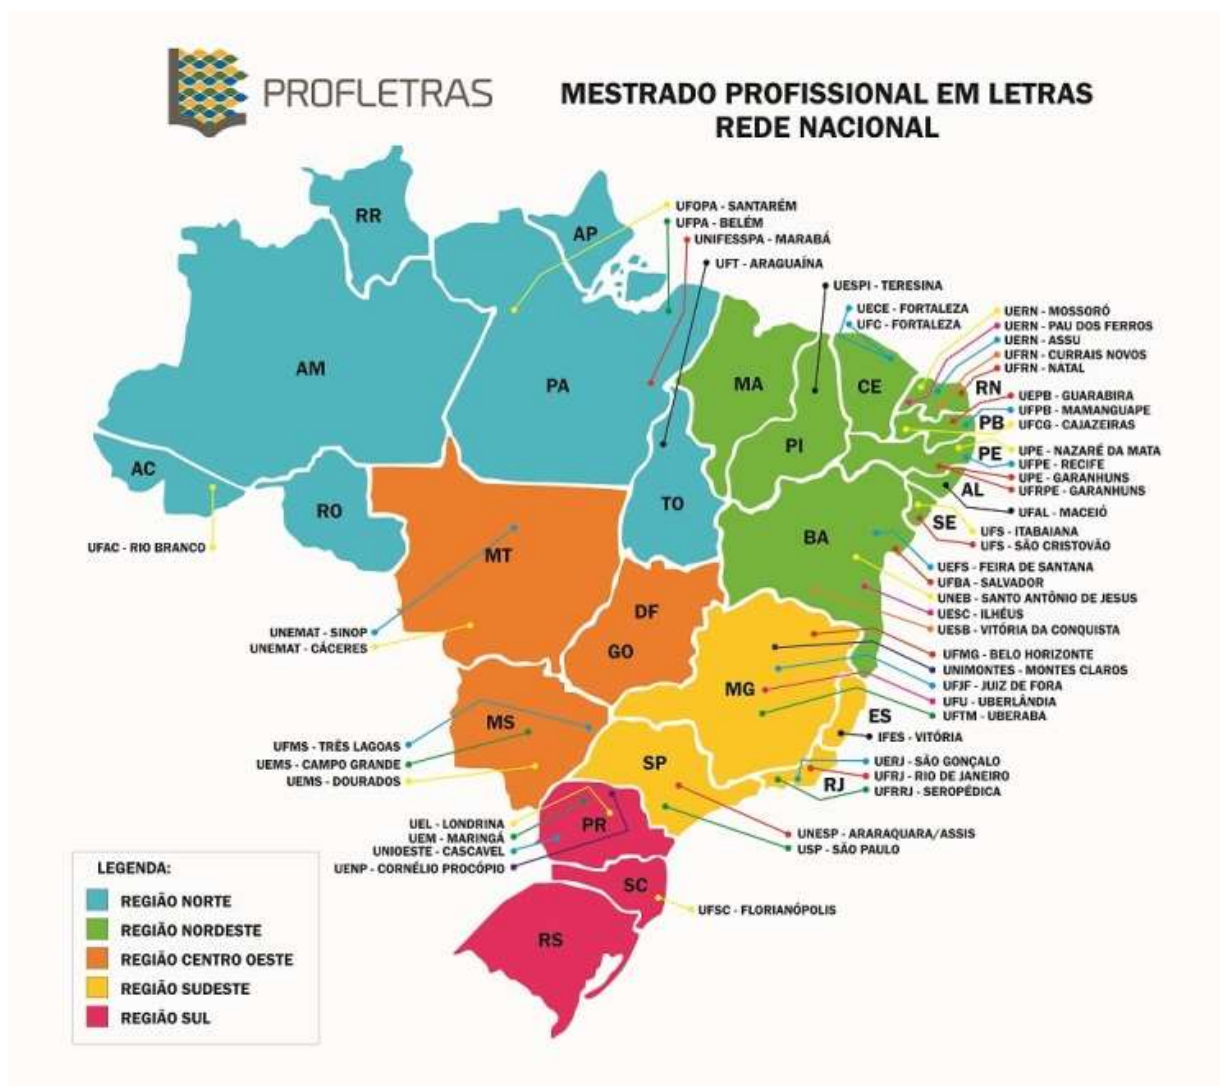 PROFLETRAS
MESTRADO PROFISSIONAL EM LETRAS
REDE NACIONAL
RR
AP
AM
PA
AC
RO
TO
MA
PI
CE
RN
PB
PE
AL
SE
BA
MT
DF
GO
MS
MG
ES
SP
RJ
PR
SC
RS
UFOPA - SANTARÉM
UFPA - BELÉM
UNIFESSPA - MARABÁ
UFT - ARAGUAÍNA
UESPI - TERESINA
UECE - FORTALEZA
UFC - FORTALEZA
UERN - MOSSORÓ
UERN - PAU DOS FERROS
UERN - ASSU
UFRN - CURRAIS NOVOS
UFRN - NATAL
UEPB - GUARABIRA
UFPB - MAMANGUAPE
UFCG - CAJAZEIRAS
UPE - NAZARÉ DA MATA
UFPE - RECIFE
UPE - GARANHUNS
UFRPE - GARANHUNS
UFAL - MACEIÓ
UFS - ITABAIANA
UFS - SÃO CRISTOVÃO
UEFS - FEIRA DE SANTANA
UFBA - SALVADOR
UNEB - SANTO ANTÔNIO DE JESUS
UESC - ILHÉUS
UESB - VITÓRIA DA CONQUISTA
UFMG - BELO HORIZONTE
UNIMONTES - MONTES CLAROS
UFJF - JUIZ DE FORA
UFU - UBERLÂNDIA
UFTM - UBERABA
IFES - VITÓRIA
UERJ - SÃO GONÇALO
UFRJ - RIO DE JANEIRO
UFRRJ - SEROPÉDICA
UNESP - ARARAQUARA/ASSIS
USP - SÃO PAULO
UFSC - FLORIANÓPOLIS
UFAC - RIO BRANCO
UNEMAT - SINOP
UNEMAT - CÁCERES
UFMS - TRÊS LAGOAS
UEMS - CAMPO GRANDE
UEMS - DOURADOS
UEL - LONDRINA
UEM - MARINGÁ
UNIOESTE - CASCAVEL
UENP - CORNÉLIO PROCÓPIO
LEGENDA:
REGIÃO NORTE
REGIÃO NORDESTE
REGIÃO CENTRO OESTE
REGIÃO SUDESTE
REGIÃO SUL